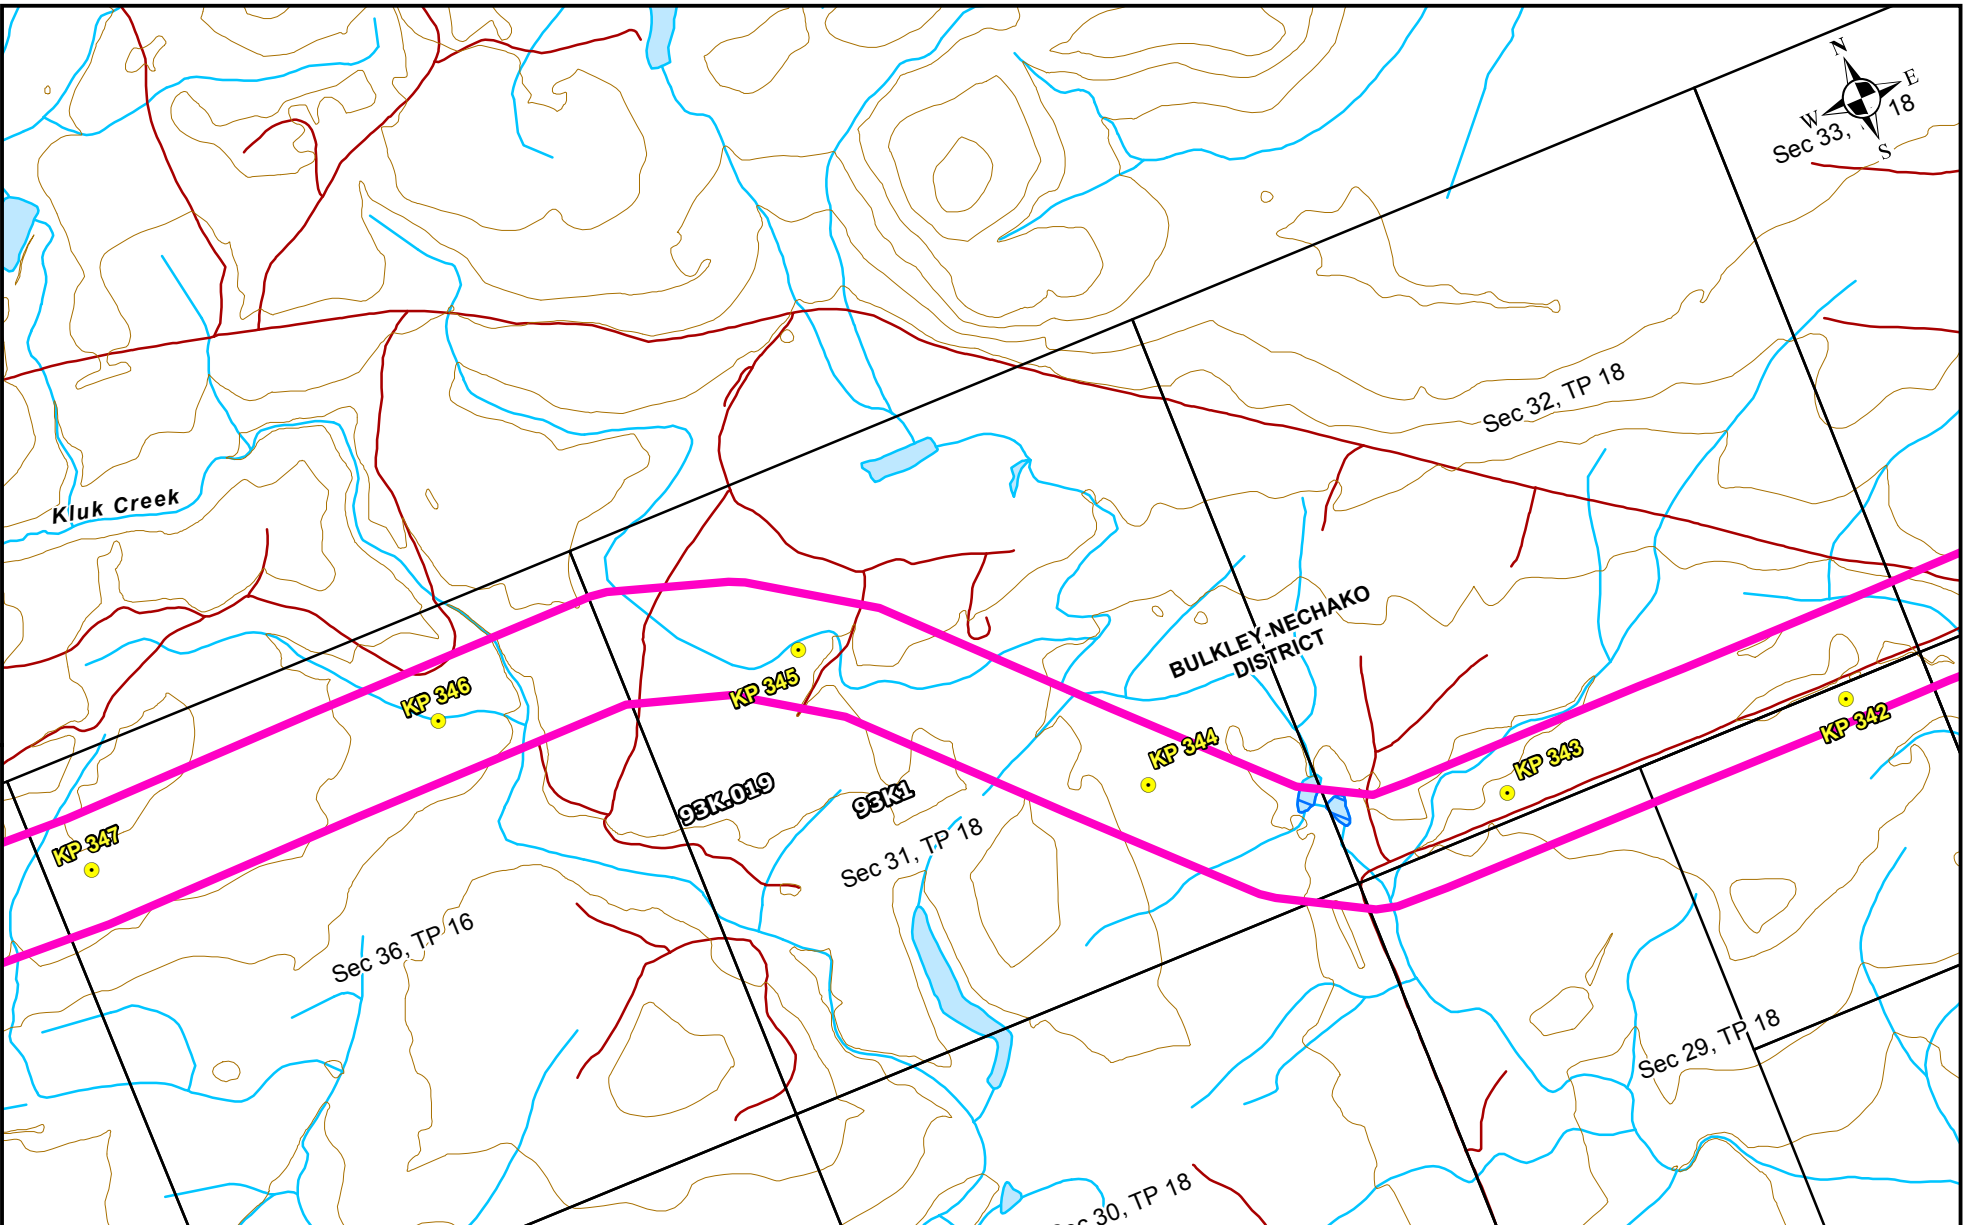 N
E
W
S
Sec 33, 18
Sec 32, TP 18
Kluk Creek
BULKLEY-NECHAKO
DISTRICT
KP 346
KP 345
KP 344
KP 343
KP 342
KP 347
93K.019
93K1
Sec 31, TP 18
Sec 36, TP 16
Sec 29, TP 18
30, TP 18